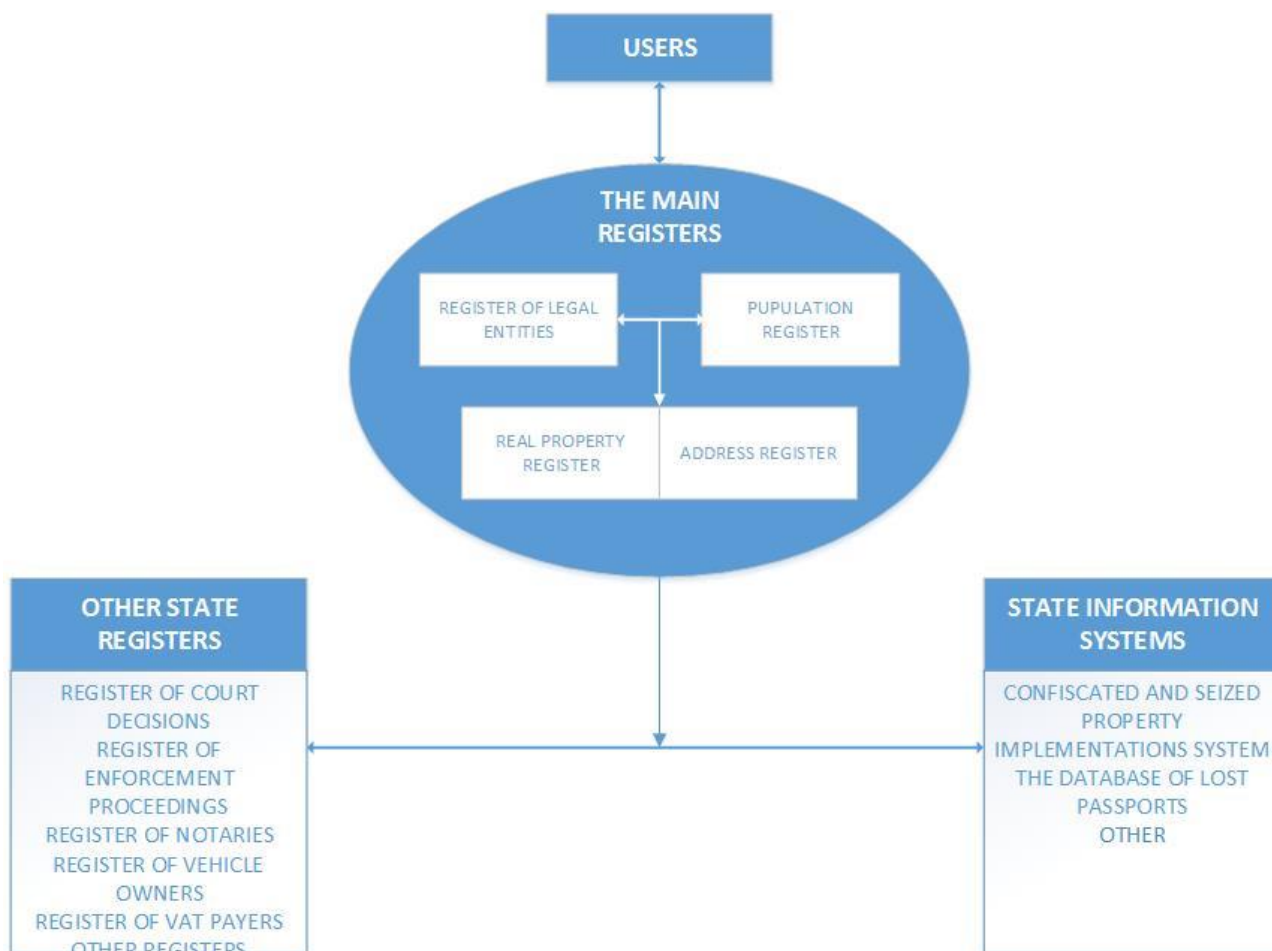 USERS
THE MAIN
REGISTERS
REGISTER OF LEGAL
ENTITIES
PUPULATION
REGISTER
REAL PROPERTY
REGISTER
ADDRESS REGISTER
OTHER STATE
REGISTERS
REGISTER OF COURT
DECISIONS
REGISTER OF
ENFORCEMENT
PROCEEDINGS
REGISTER OF NOTARIES
REGISTER OF VEHICLE
OWNERS
REGISTER OF VAT PAYERS
OTHER REGISTERS
STATE INFORMATION
SYSTEMS
CONFISCATED AND SEIZED
PROPERTY
IMPLEMENTATIONS SYSTEM
THE DATABASE OF LOST
PASSPORTS
OTHER